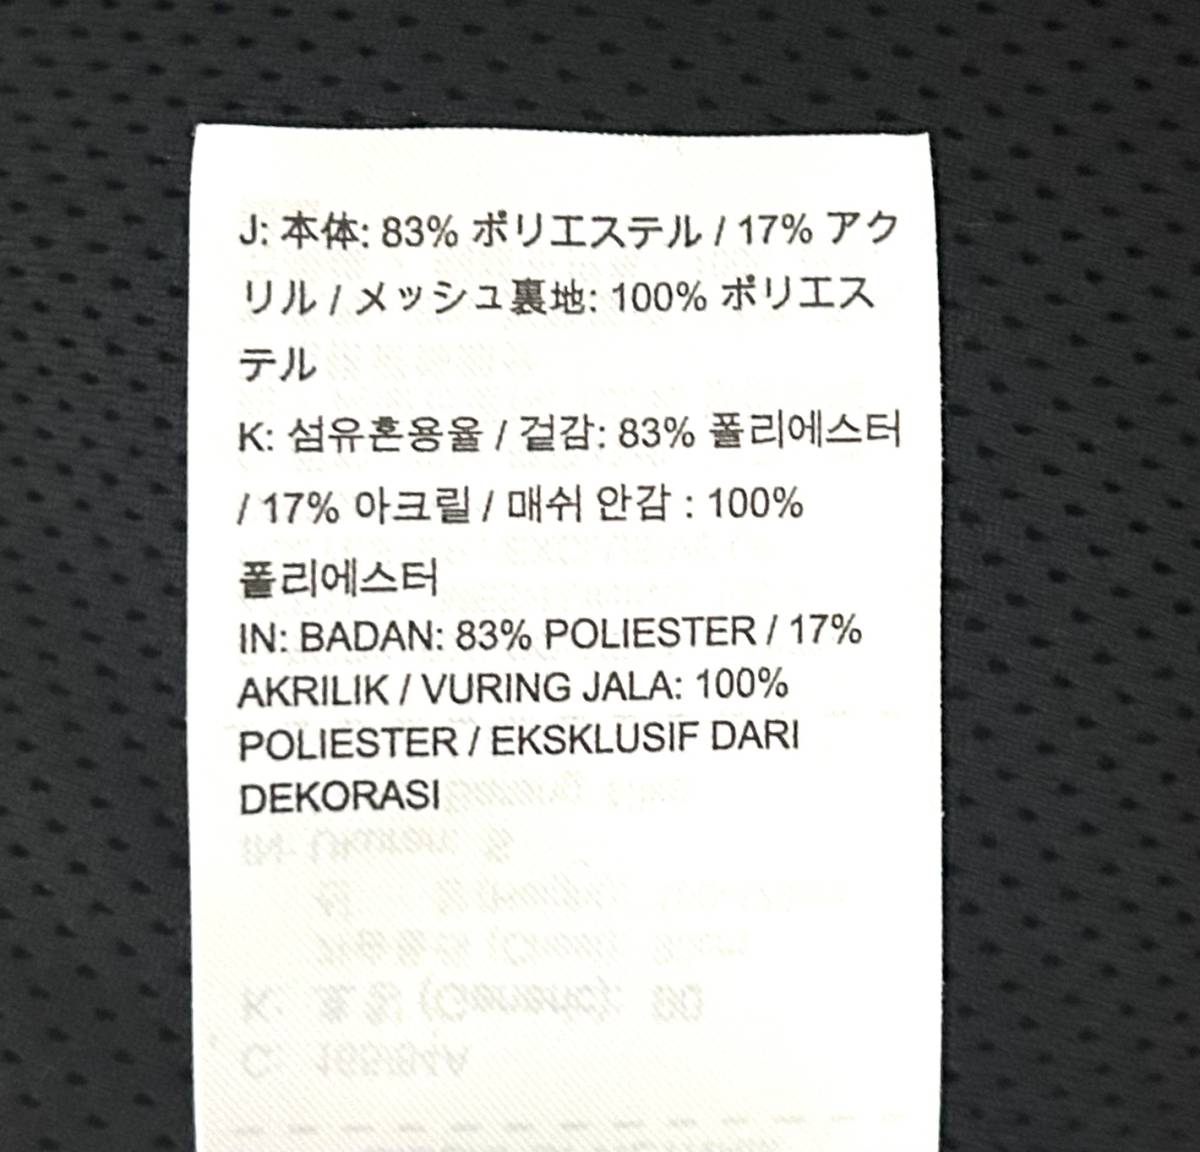 J: 本体: 83% ポリエステル / 17% アク
リル / メッシュ裏地: 100% ポリエス
テル
K: 섬유혼용율 / 겉감: 83% 폴리에스터
/ 17% 아크릴 / 매쉬 안감 : 100%
폴리에스터
IN: BADAN: 83% POLIESTER / 17%
AKRILIK / VURING JALA: 100%
POLIESTER / EKSKLUSIF DARI
DEKORASI